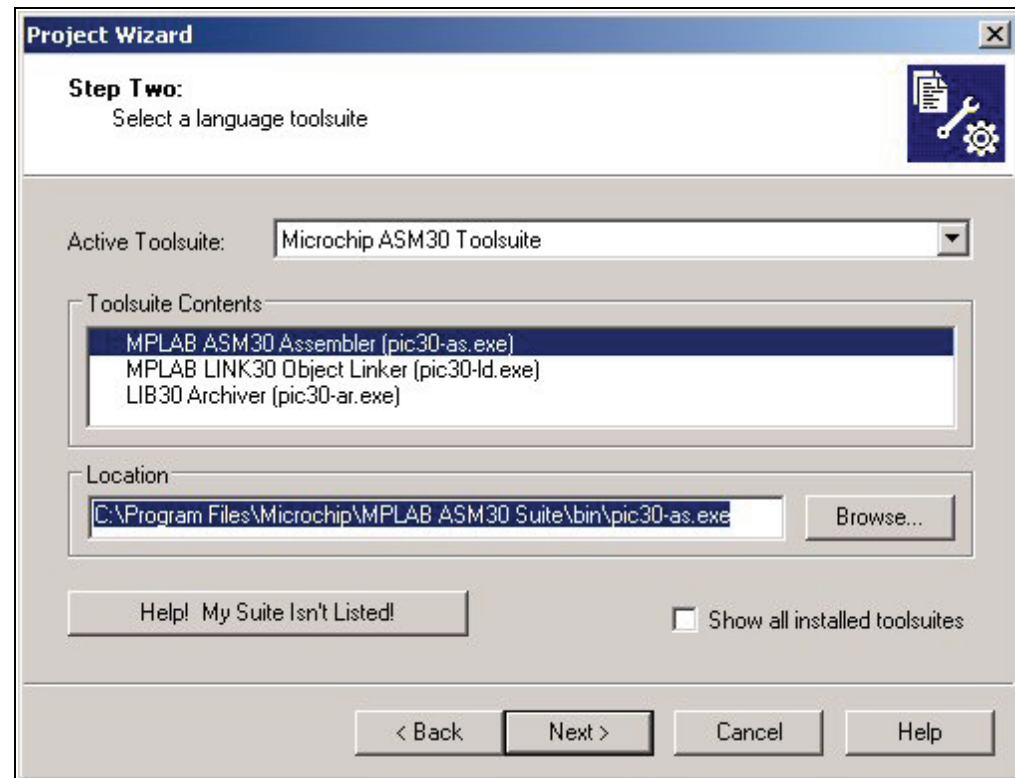 Project Wizard
Step Two:
Select a language toolsuite
Active Toolsuite:
Microchip ASM30 Toolsuite
Toolsuite Contents
MPLAB ASM30 Assembler (pic30-as.exe)
MPLAB LINK30 Object Linker (pic30-ld.exe)
LIB30 Archiver (pic30-ar.exe)
Location
C:\Program Files\Microchip\MPLAB ASM30 Suite\bin\pic30-as.exe
Browse...
Help!  My Suite Isn't Listed!
Show all installed toolsuites
< Back
Next >
Cancel
Help